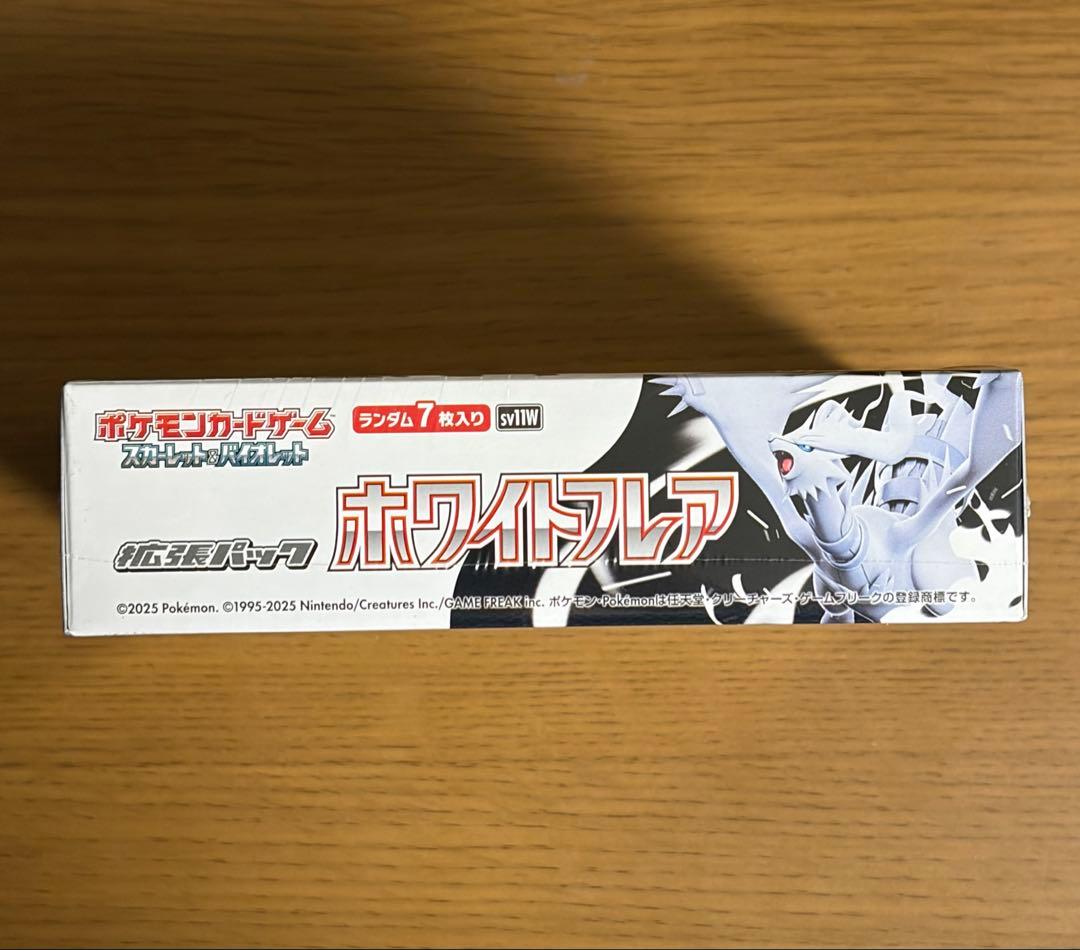 ポケモンカードゲーム
スカーレット&バイオレット
ランダム7枚入り sv11W
拡張パック ホワイトフレア
©2025 Pokémon. ©1995-2025 Nintendo/Creatures Inc./GAME FREAK inc. ポケモン・Pokémonは任天堂・クリーチャーズ・ゲームフリークの登録商標です。